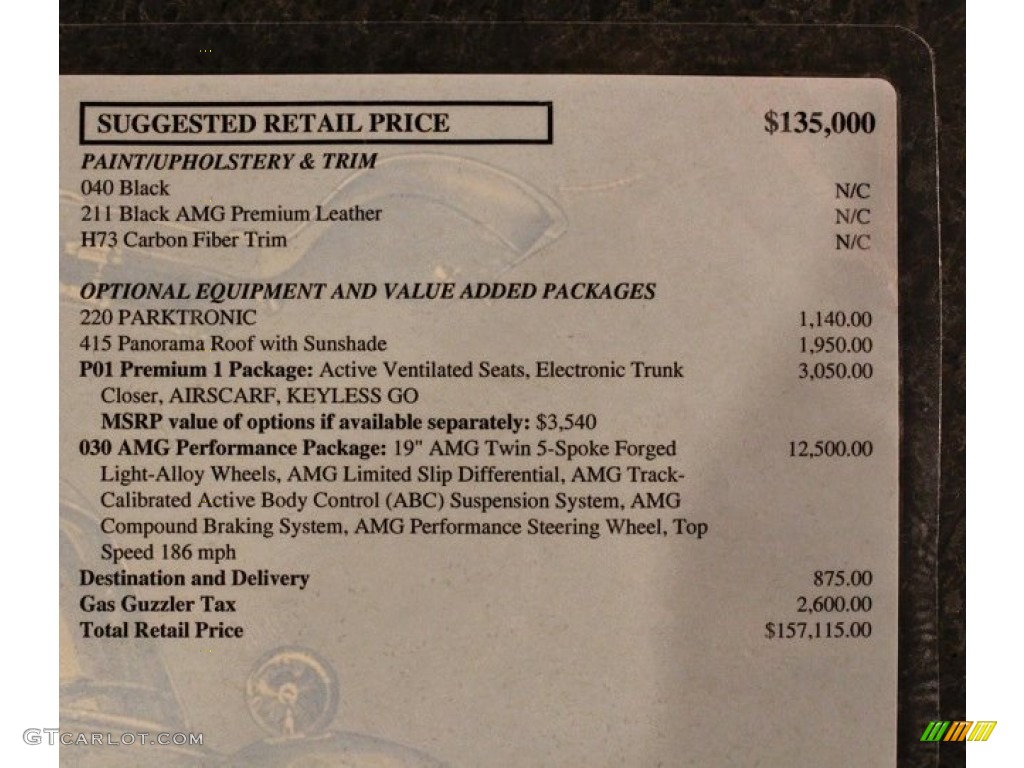 SUGGESTED RETAIL PRICE $135,000
PAINT/UPHOLSTERY & TRIM
040 Black N/C
211 Black AMG Premium Leather N/C
H73 Carbon Fiber Trim N/C
OPTIONAL EQUIPMENT AND VALUE ADDED PACKAGES
220 PARKTRONIC 1,140.00
415 Panorama Roof with Sunshade 1,950.00
P01 Premium 1 Package: Active Ventilated Seats, Electronic Trunk 3,050.00
Closer, AIRSCARF, KEYLESS GO
MSRP value of options if available separately: $3,540
030 AMG Performance Package: 19" AMG Twin 5-Spoke Forged 12,500.00
Light-Alloy Wheels, AMG Limited Slip Differential, AMG Track-
Calibrated Active Body Control (ABC) Suspension System, AMG
Compound Braking System, AMG Performance Steering Wheel, Top
Speed 186 mph
Destination and Delivery 875.00
Gas Guzzler Tax 2,600.00
Total Retail Price $157,115.00
GTCARLOT.COM